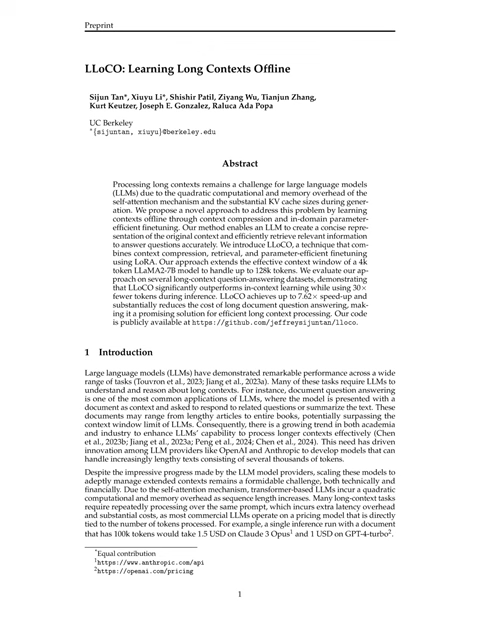 Preprint
LLoCO: Learning Long Contexts Offline
Sijun Tan*, Xiuyu Li*, Shishir Patil, Ziyang Wu, Tianjun Zhang,
Kurt Keutzer, Joseph E. Gonzalez, Raluca Ada Popa
UC Berkeley
*{sijuntan, xiuyu}@berkeley.edu
Abstract
Processing long contexts remains a challenge for large language models
(LLMs) due to the quadratic computational and memory overhead of the
self-attention mechanism and the substantial KV cache sizes during gener-
ation. We propose a novel approach to address this problem by learning
contexts offline through context compression and in-domain parameter-
efficient finetuning. Our method enables an LLM to create a concise repre-
sentation of the original context and efficiently retrieve relevant information
to answer questions accurately. We introduce LLoCO, a technique that com-
bines context compression, retrieval, and parameter-efficient finetuning
using LoRA. Our approach extends the effective context window of a 4k
token LLaMA2-7B model to handle up to 128k tokens. We evaluate our ap-
proach on several long-context question-answering datasets, demonstrating
that LLoCO significantly outperforms in-context learning while using 30×
fewer tokens during inference. LLoCO achieves up to 7.62× speed-up and
substantially reduces the cost of long document question answering, mak-
ing it a promising solution for efficient long context processing. Our code
is publicly available at https://github.com/jeffreysijuntan/lloco.
1 Introduction
Large language models (LLMs) have demonstrated remarkable performance across a wide
range of tasks (Touvron et al., 2023; Jiang et al., 2023a). Many of these tasks require LLMs to
understand and reason about long contexts. For instance, document question answering
is one of the most common applications of LLMs, where the model is presented with a
document as context and asked to respond to related questions or summarize the text. These
documents may range from lengthy articles to entire books, potentially surpassing the
context window limit of LLMs. Consequently, there is a growing trend in both academia
and industry to enhance LLMs' capability to process longer contexts effectively (Chen
et al., 2023b; Jiang et al., 2023a; Peng et al., 2024; Chen et al., 2024). This need has driven
innovation among LLM providers like OpenAI and Anthropic to develop models that can
handle increasingly lengthy texts consisting of several thousands of tokens.
Despite the impressive progress made by the LLM model providers, scaling these models to
adeptly manage extended contexts remains a formidable challenge, both technically and
financially. Due to the self-attention mechanism, transformer-based LLMs incur a quadratic
computational and memory overhead as sequence length increases. Many long-context tasks
require repeatedly processing over the same prompt, which incurs extra latency overhead
and substantial costs, as most commercial LLMs operate on a pricing model that is directly
tied to the number of tokens processed. For example, a single inference run with a document
that has 100k tokens would take 1.5 USD on Claude 3 Opus¹ and 1 USD on GPT-4-turbo².
*Equal contribution
¹https://www.anthropic.com/api
²https://openai.com/pricing
1